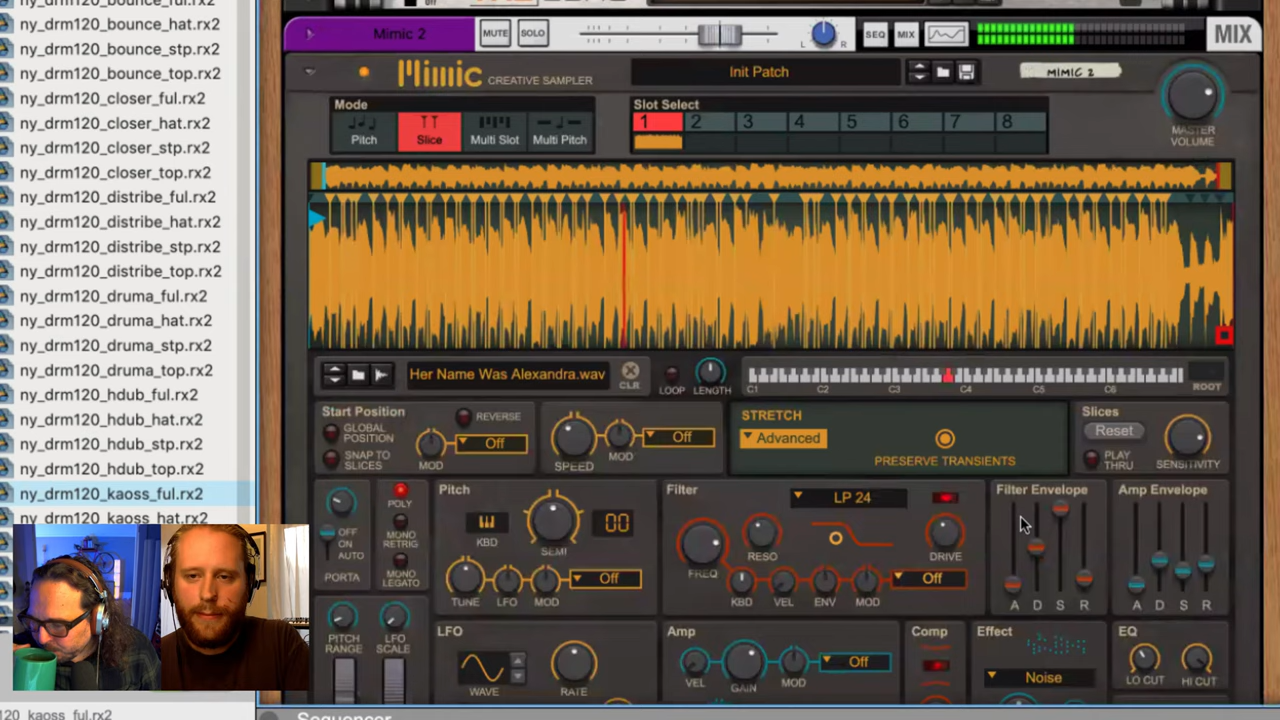 ny_drm120_bounce_ful.rx2
ny_drm120_bounce_hat.rx2
ny_drm120_bounce_stp.rx2
ny_drm120_bounce_top.rx2
ny_drm120_closer_ful.rx2
ny_drm120_closer_hat.rx2
ny_drm120_closer_stp.rx2
ny_drm120_closer_top.rx2
ny_drm120_distribe_ful.rx2
ny_drm120_distribe_hat.rx2
ny_drm120_distribe_stp.rx2
ny_drm120_distribe_top.rx2
ny_drm120_druma_ful.rx2
ny_drm120_druma_hat.rx2
ny_drm120_druma_stp.rx2
ny_drm120_druma_top.rx2
ny_drm120_hdub_ful.rx2
ny_drm120_hdub_hat.rx2
ny_drm120_hdub_stp.rx2
ny_drm120_hdub_top.rx2
ny_drm120_kaoss_ful.rx2
ny_drm120_kaoss_hat.rx2
120_kaoss_ful.rx2
Off
Mimic 2 MUTE SOLO L R SEQ MIX MIX
Mimic CREATIVE SAMPLER Init Patch MIMIC 2
MASTER VOLUME
Mode Slot Select
Pitch Slice Multi Slot Multi Pitch
1 2 3 4 5 6 7 8
Her Name Was Alexandra.wav CLR LOOP LENGTH C1 C2 C3 C4 C5 C6 ROOT
Start Position REVERSE
GLOBAL POSITION
SNAP TO SLICES
MOD Off
SPEED MOD Off
STRETCH
Advanced
PRESERVE TRANSIENTS
Slices
Reset
PLAY THRU
SENSITIVITY
OFF
ON
AUTO
PORTA
POLY
MONO RETRIG
MONO LEGATO
Pitch
KBD SEMI 00
TUNE LFO MOD Off
Filter LP 24
FREQ RESO DRIVE
KBD VEL ENV MOD Off
Filter Envelope
A D S R
Amp Envelope
A D S R
PITCH RANGE
LFO SCALE
LFO
WAVE RATE
Amp
VEL GAIN MOD Off
Comp
Effect
Noise
EQ
LO CUT HI CUT
Sequencer